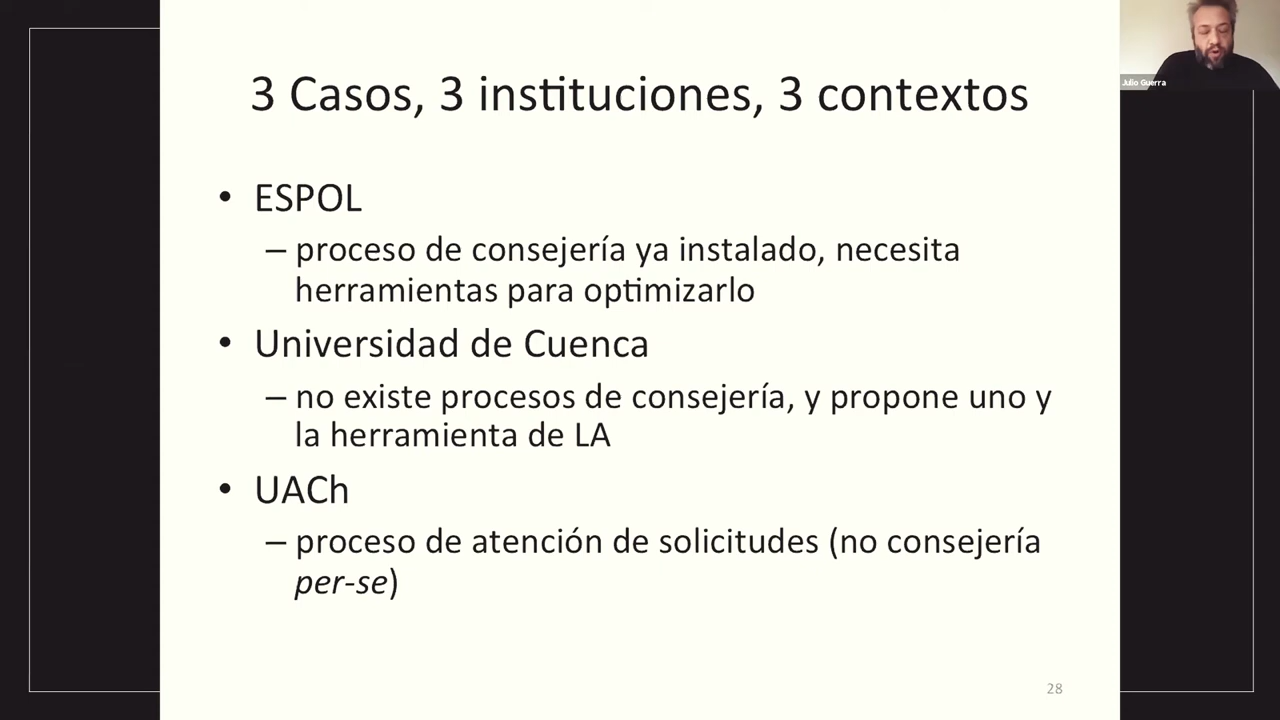 3 Casos, 3 instituciones, 3 contextos
• ESPOL
– proceso de consejería ya instalado, necesita
herramientas para optimizarlo
• Universidad de Cuenca
– no existe procesos de consejería, y propone uno y
la herramienta de LA
• UACh
– proceso de atención de solicitudes (no consejería
per-se)
28
Julio Guerra